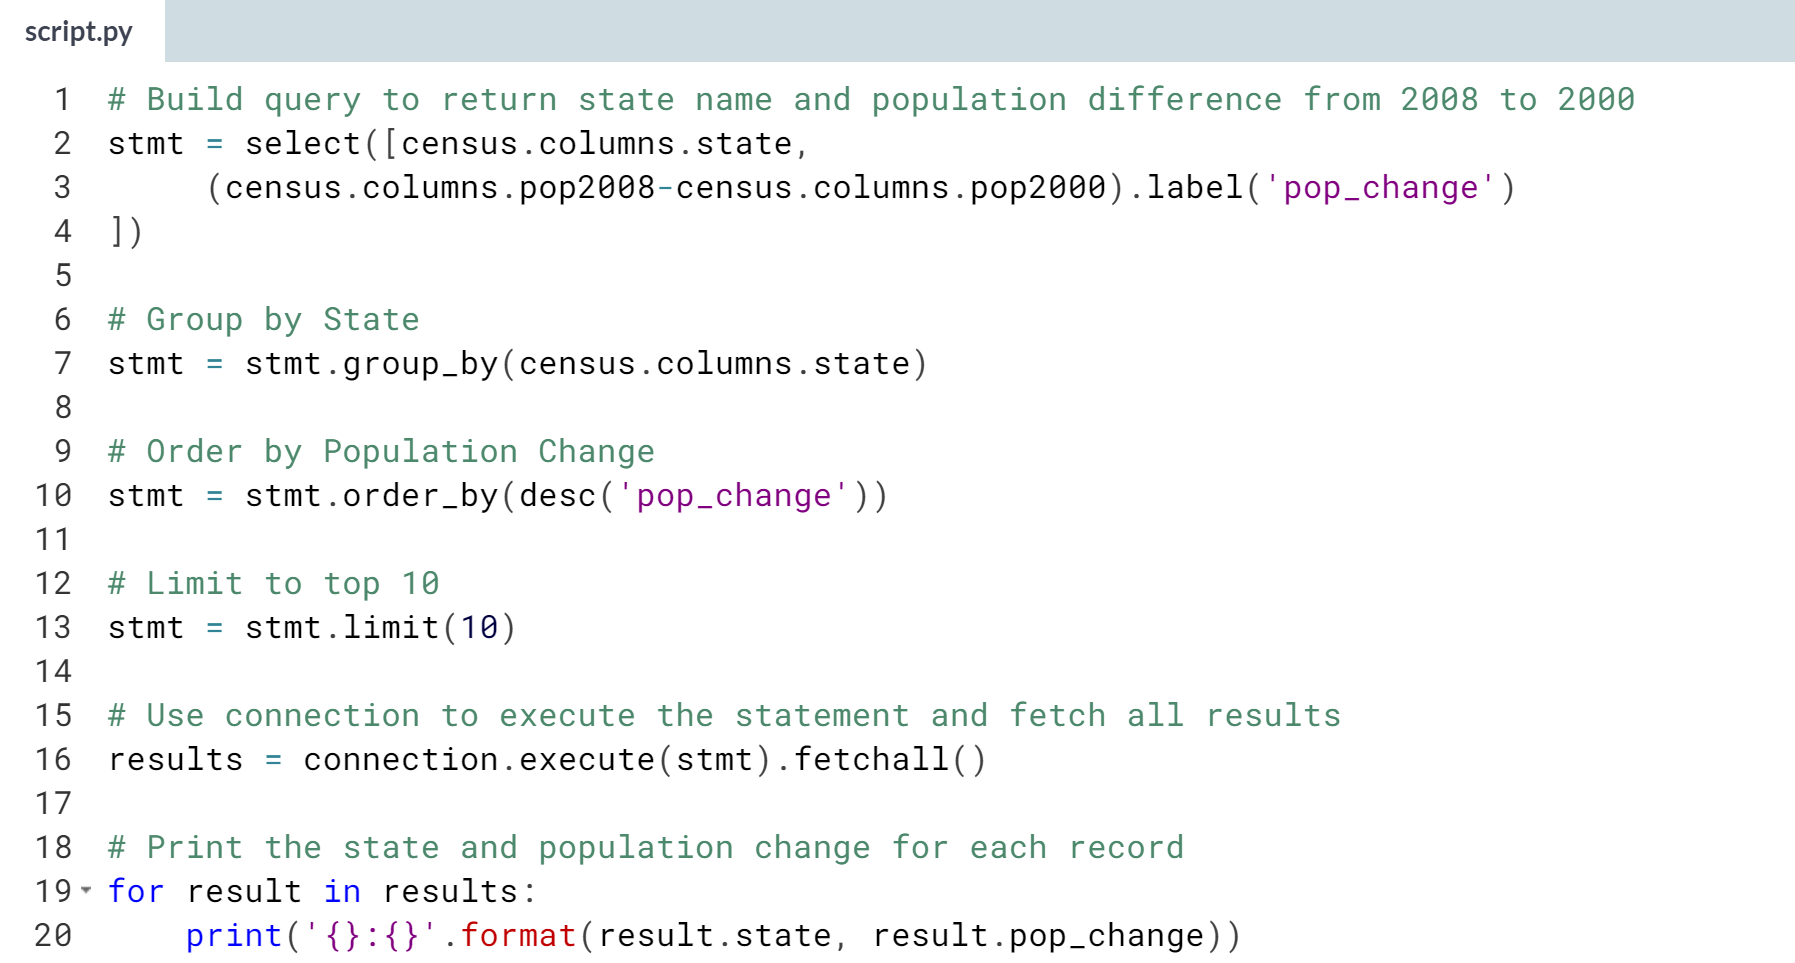 script.py
1 # Build query to return state name and population difference from 2008 to 2000
2 stmt = select([census.columns.state,
3      (census.columns.pop2008-census.columns.pop2000).label('pop_change')
4 ])
5
6 # Group by State
7 stmt = stmt.group_by(census.columns.state)
8
9 # Order by Population Change
10 stmt = stmt.order_by(desc('pop_change'))
11
12 # Limit to top 10
13 stmt = stmt.limit(10)
14
15 # Use connection to execute the statement and fetch all results
16 results = connection.execute(stmt).fetchall()
17
18 # Print the state and population change for each record
19 for result in results:
20     print('{}:{}'.format(result.state, result.pop_change))